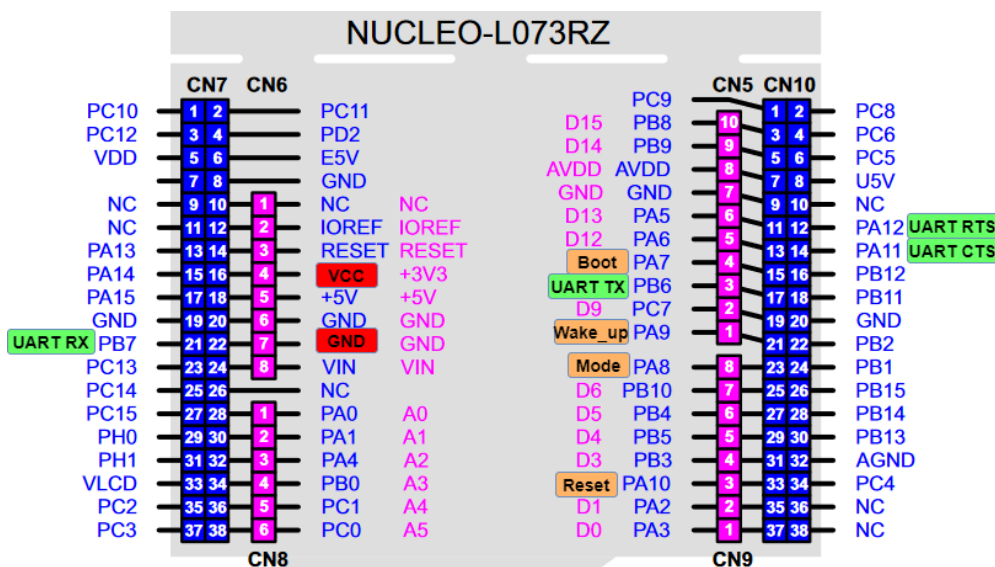 NUCLEO-L073RZ
CN7 CN6 CN5 CN10
PC10 1 2 PC11 PC9 1 2 PC8
PC12 3 4 PD2 D15 PB8 10 3 4 PC6
VDD 5 6 E5V D14 PB9 9 5 6 PC5
7 8 GND AVDD AVDD 8 7 8 U5V
NC 9 10 1 NC NC GND GND 7 9 10 NC
NC 11 12 2 IOREF IOREF D13 PA5 6 11 12 PA12 UART RTS
PA13 13 14 3 RESET RESET D12 PA6 5 13 14 PA11 UART CTS
PA14 15 16 4 VCC +3V3 Boot PA7 4 15 16 PB12
PA15 17 18 5 +5V +5V UART TX PB6 3 17 18 PB11
GND 19 20 6 GND GND D9 PC7 2 19 20 GND
UART RX PB7 21 22 7 GND GND Wake_up PA9 1 21 22 PB2
PC13 23 24 8 VIN VIN Mode PA8 8 23 24 PB1
PC14 25 26 NC D6 PB10 7 25 26 PB15
PC15 27 28 1 PA0 A0 D5 PB4 6 27 28 PB14
PH0 29 30 2 PA1 A1 D4 PB5 5 29 30 PB13
PH1 31 32 3 PA4 A2 D3 PB3 4 31 32 AGND
VLCD 33 34 4 PB0 A3 Reset PA10 3 33 34 PC4
PC2 35 36 5 PC1 A4 D1 PA2 2 35 36 NC
PC3 37 38 6 PC0 A5 D0 PA3 1 37 38 NC
CN8 CN9